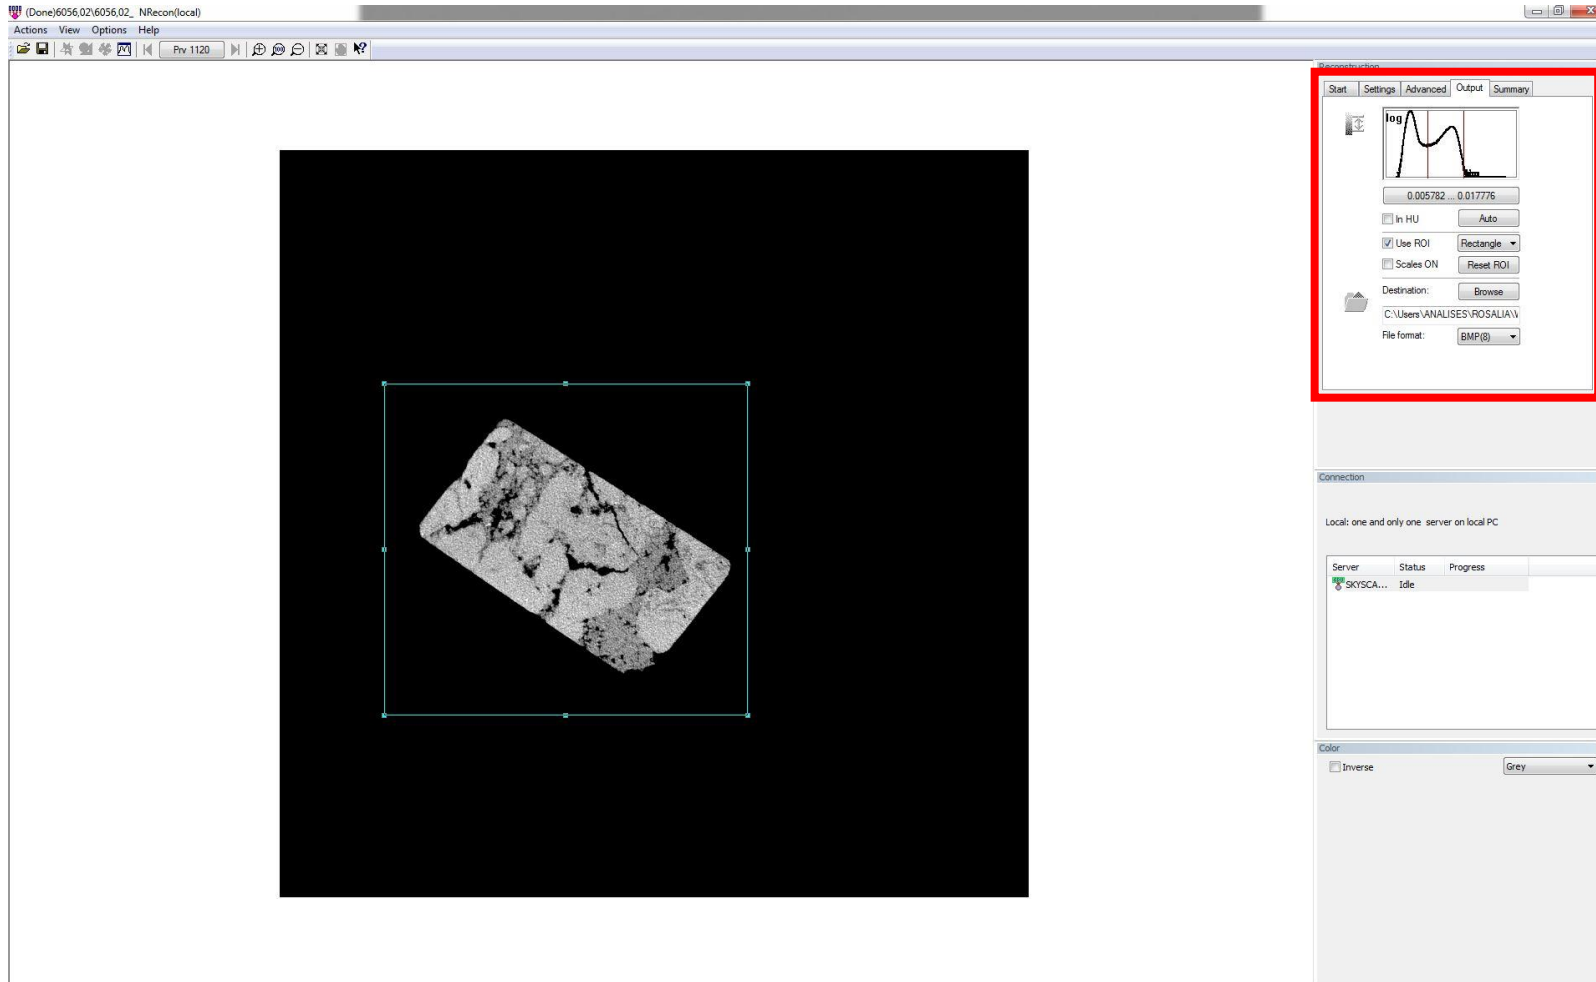 (Done)6056,02\6056,02_ NRecon(local)
Actions View Options Help
Prv 1120
100
Reconstruction
Start Settings Advanced Output Summary
log
0.005782 ... 0.017776
In HU Auto
Use ROI Rectangle
Scales ON Reset ROI
Destination: Browse
C:\Users\ANALISES\ROSALIA\
File format: BMP(8)
Connection
Local: one and only one server on local PC
Server Status Progress
SKYSCA... Idle
Color
Inverse Grey